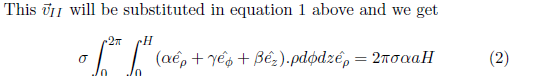 This $\vec{v}_{II}$ will be substituted in equation 1 above and we get
$$\sigma \int_0^{2\pi} \int_0^H (\alpha \hat{e_\rho} + \gamma \hat{e_\phi} + \beta \hat{e_z}).\rho d\phi dz \hat{e_\rho} = 2\pi\sigma\alpha a H \quad (2)$$